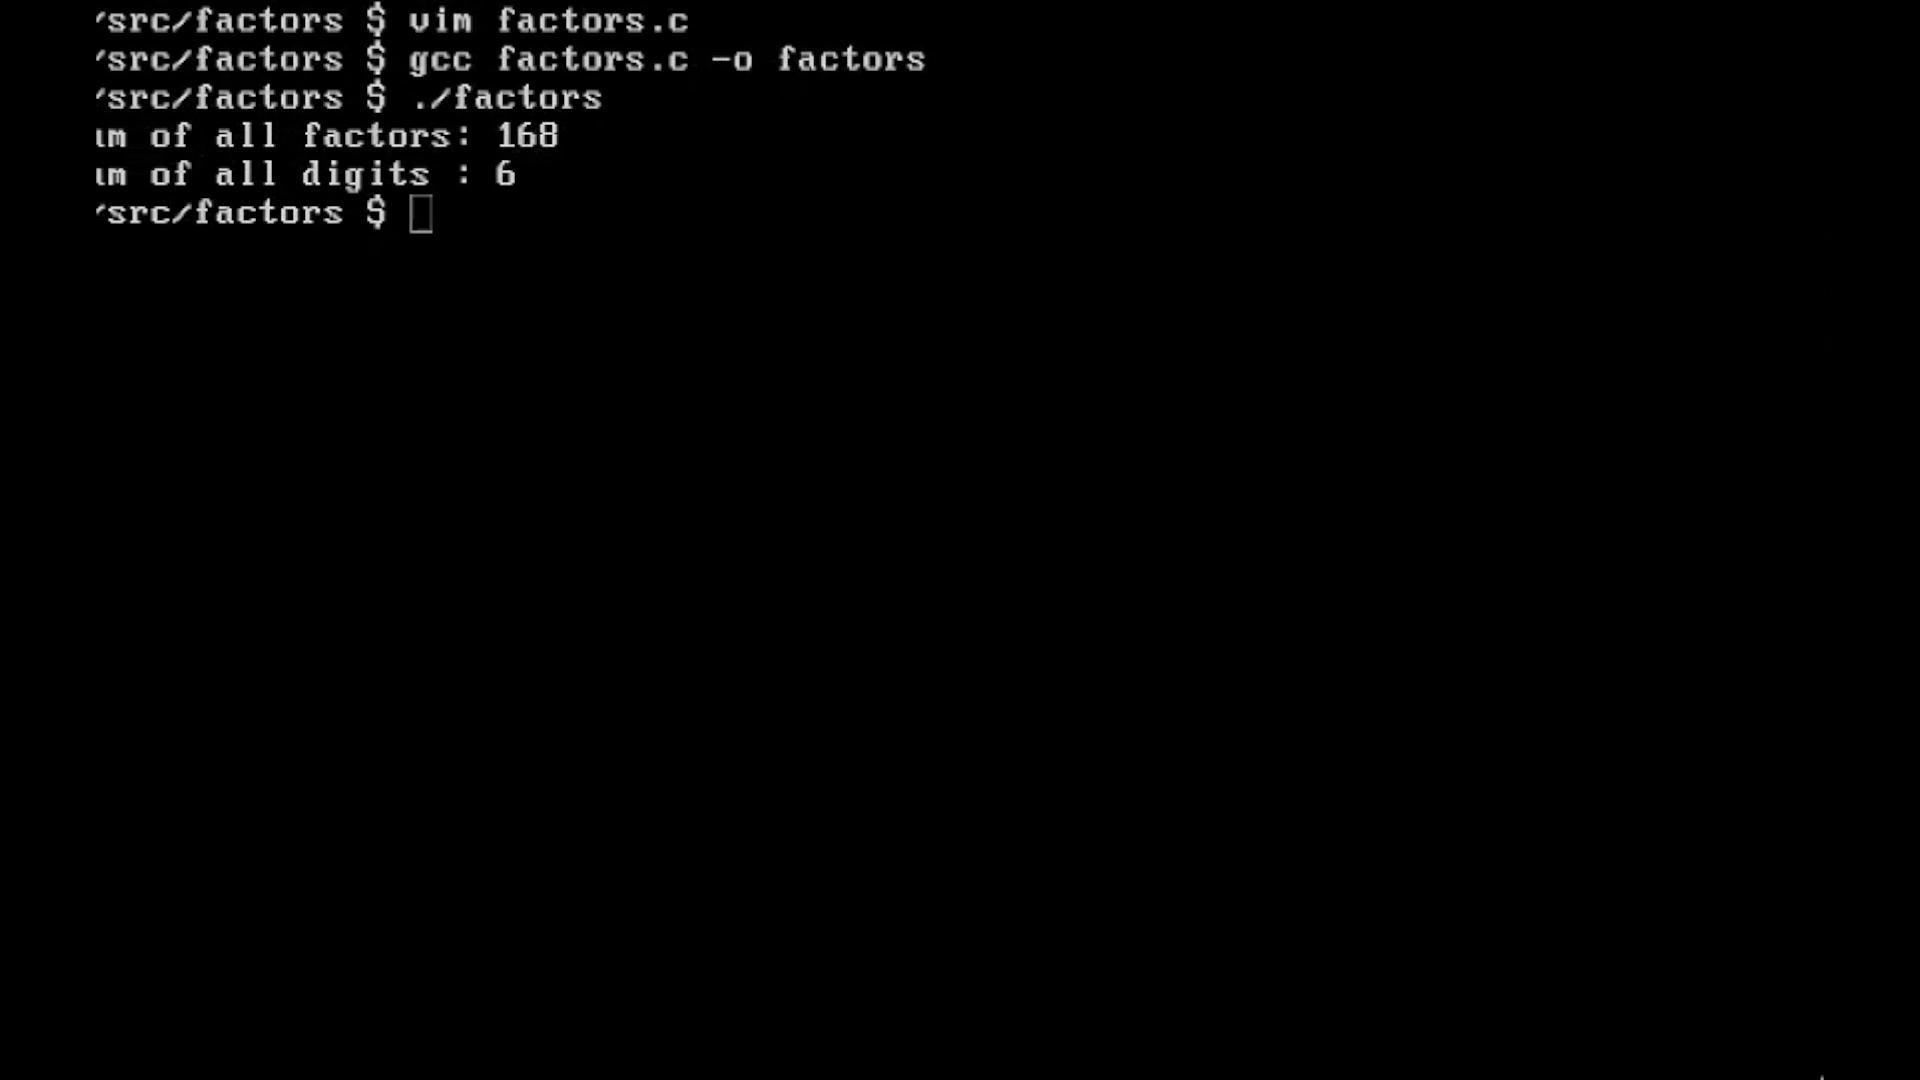 /src/factors $ vim factors.c
/src/factors $ gcc factors.c -o factors
/src/factors $ ./factors
m of all factors: 168
m of all digits : 6
/src/factors $